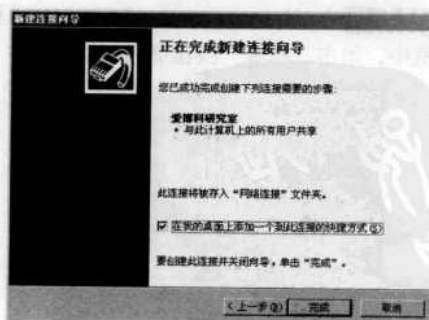 新建连接向导
正在完成新建连接向导
您已成功完成创建下列连接需要的步骤:
爱博科研究室
• 与此计算机上的所有用户共享
此连接将被存入“网络连接”文件夹。
在我的桌面上添加一个到此连接的快捷方式(S)
要创建此连接并关闭向导，单击“完成”。
<上一步(B) 完成 取消